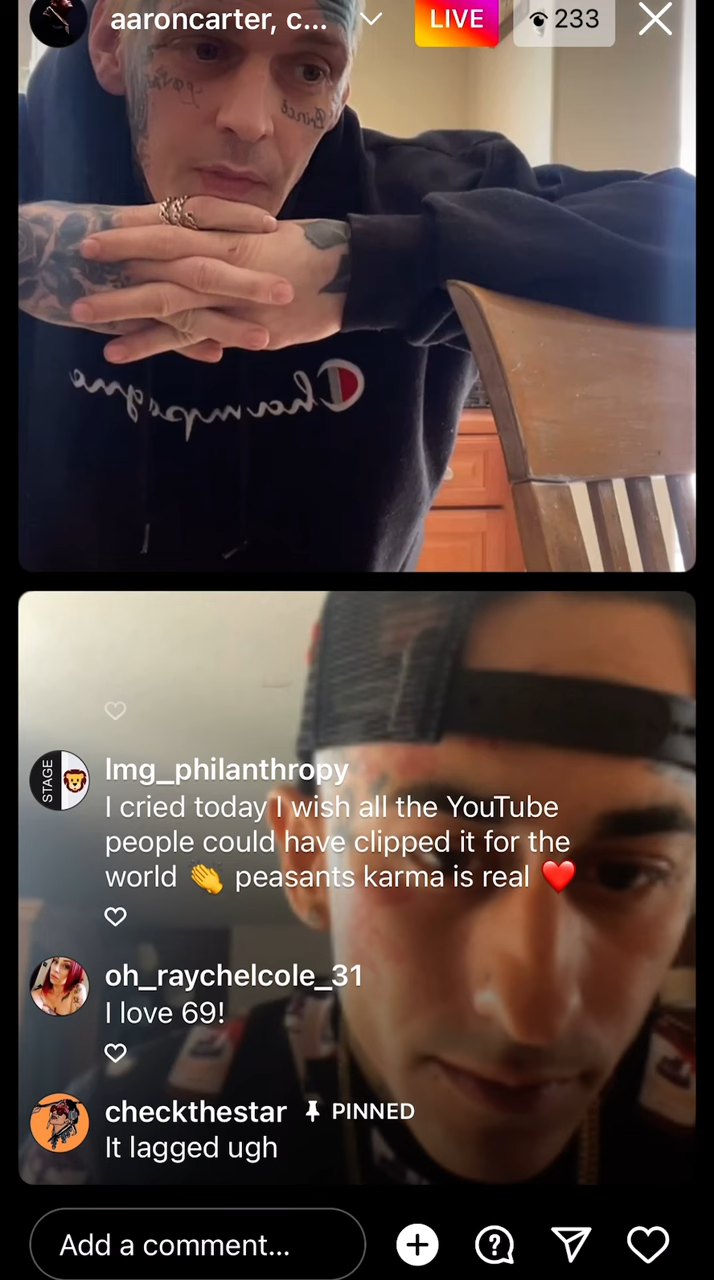 aaroncarter, c...
LIVE
233
Champagne
STAGE
lmg_philanthropy
I cried today I wish all the YouTube
people could have clipped it for the
world 👏 peasants karma is real ❤️
oh_raychelcole_31
I love 69!
checkthestar PINNED
It lagged ugh
Add a comment...